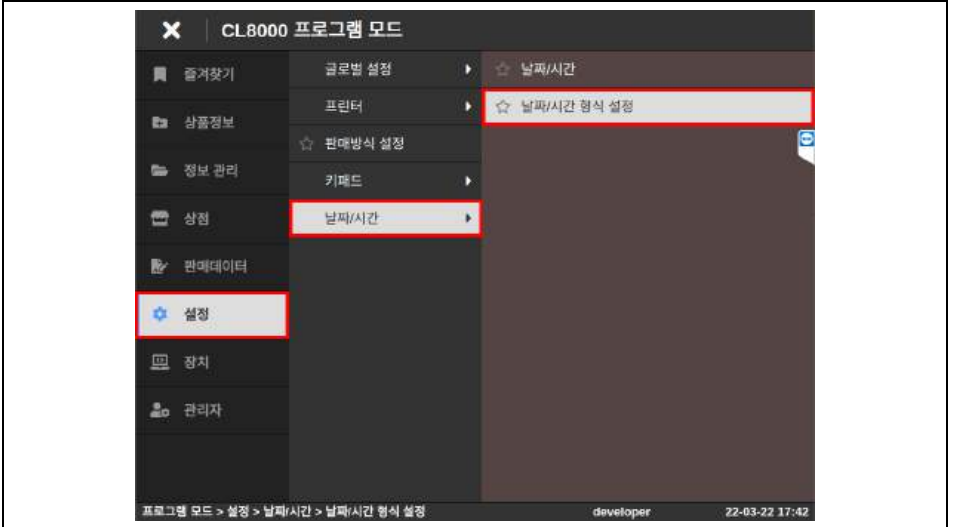 CL8000 프로그램 모드
즐겨찾기
상품정보
정보 관리
상점
판매데이터
설정
장치
관리자
글로벌 설정
프린터
판매방식 설정
키패드
날짜/시간
날짜/시간
날짜/시간 형식 설정
프로그램 모드 > 설정 > 날짜/시간 > 날짜/시간 형식 설정
developer
22-03-22 17:42